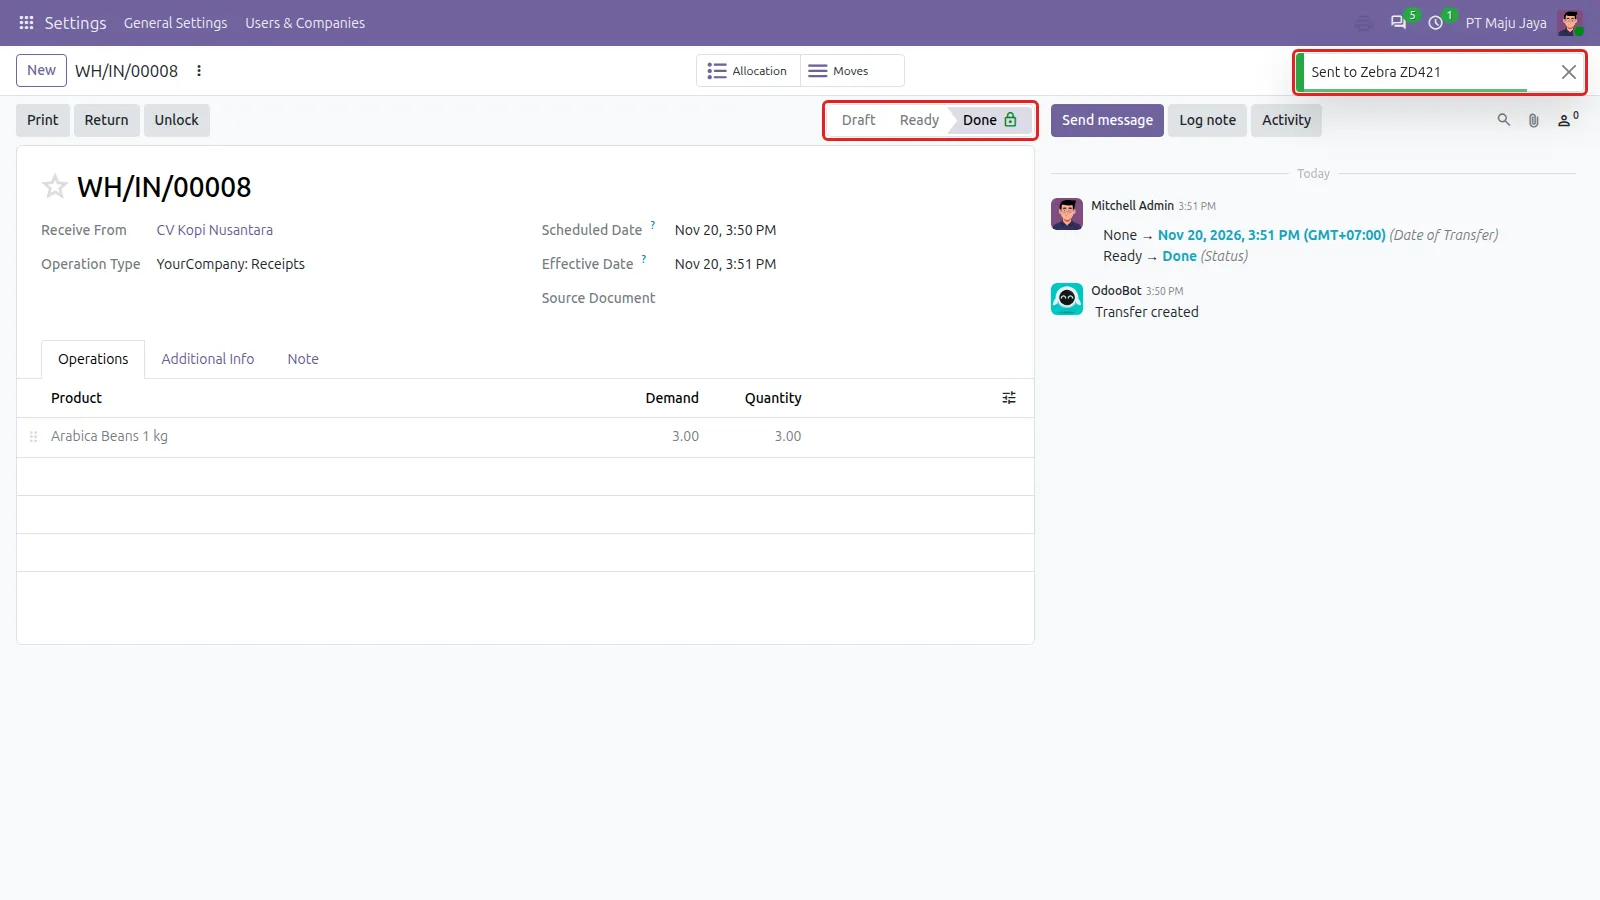 Settings General Settings Users & Companies 5 1 PT Maju Jaya
New WH/IN/00008 Allocation Moves Sent to Zebra ZD421
Print Return Unlock Draft Ready Done Send message Log note Activity 0
Today
WH/IN/00008
Receive From CV Kopi Nusantara
Operation Type YourCompany: Receipts
Scheduled Date ? Nov 20, 3:50 PM
Effective Date ? Nov 20, 3:51 PM
Source Document
Operations Additional Info Note
Product Demand Quantity
Arabica Beans 1 kg 3.00 3.00
Mitchell Admin 3:51 PM
None → Nov 20, 2026, 3:51 PM (GMT+07:00) (Date of Transfer)
Ready → Done (Status)
OdooBot 3:50 PM
Transfer created